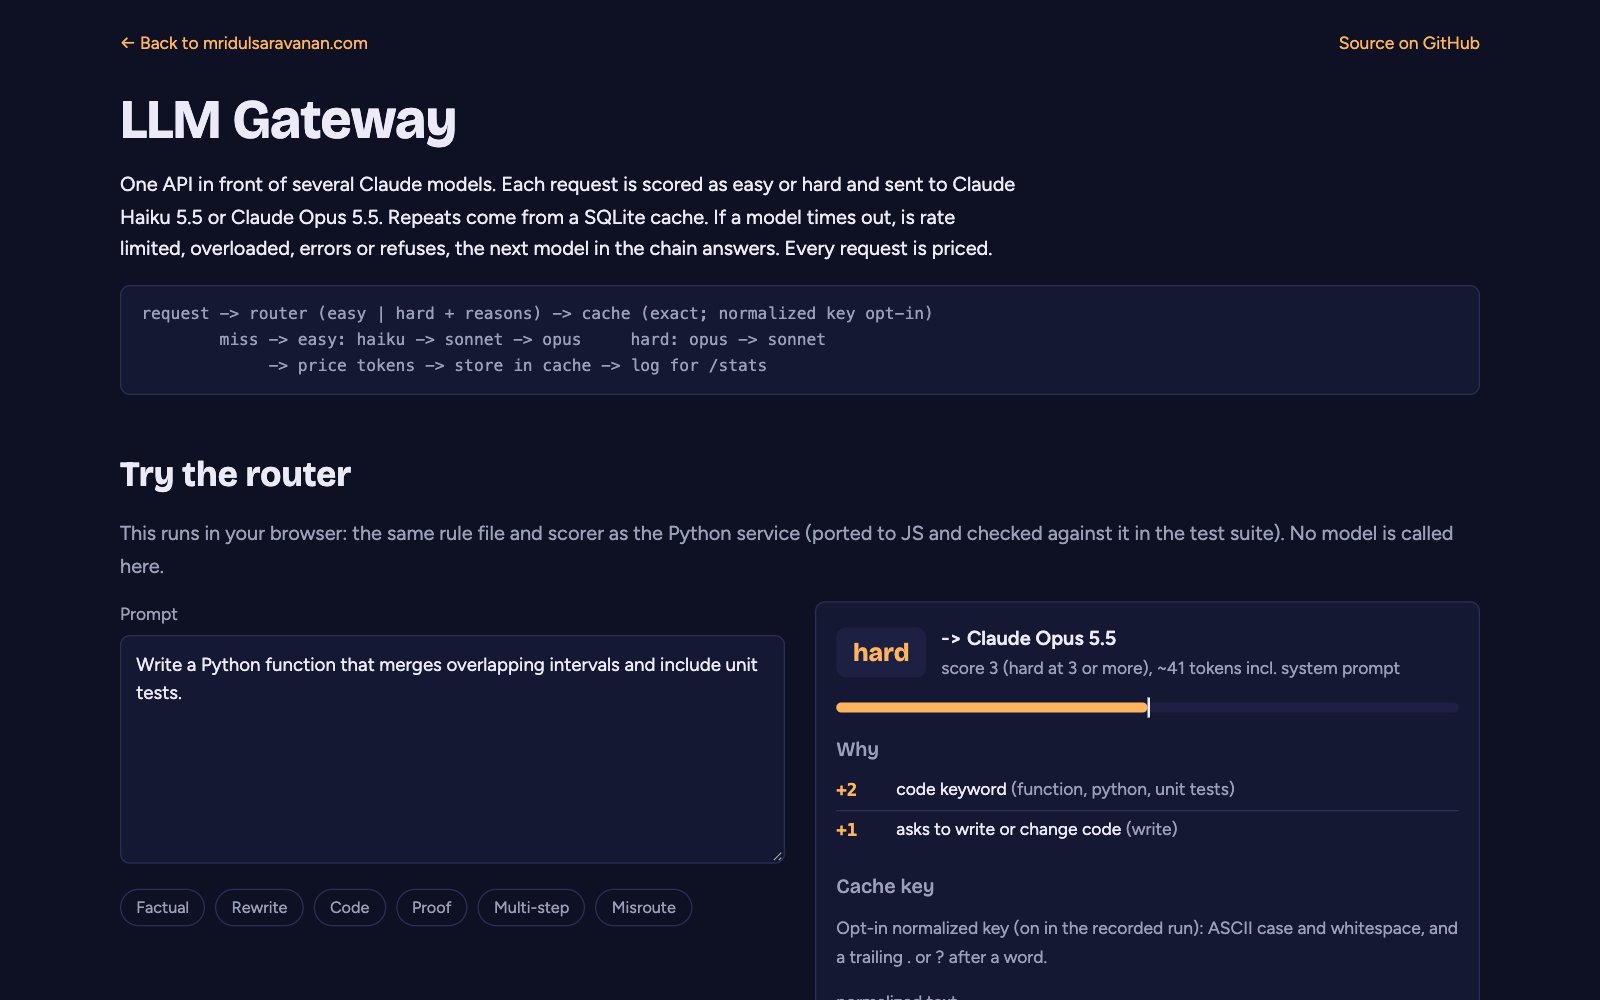 ← Back to mridulsaravanan.com
Source on GitHub
LLM Gateway
One API in front of several Claude models. Each request is scored as easy or hard and sent to Claude
Haiku 5.5 or Claude Opus 5.5. Repeats come from a SQLite cache. If a model times out, is rate
limited, overloaded, errors or refuses, the next model in the chain answers. Every request is priced.
request -> router (easy | hard + reasons) -> cache (exact; normalized key opt-in)
miss -> easy: haiku -> sonnet -> opus     hard: opus -> sonnet
-> price tokens -> store in cache -> log for /stats
Try the router
This runs in your browser: the same rule file and scorer as the Python service (ported to JS and checked against it in the test suite). No model is called
here.
Prompt
Write a Python function that merges overlapping intervals and include unit
tests.
Factual
Rewrite
Code
Proof
Multi-step
Misroute
hard
-> Claude Opus 5.5
score 3 (hard at 3 or more), ~41 tokens incl. system prompt
Why
+2 code keyword (function, python, unit tests)
+1 asks to write or change code (write)
Cache key
Opt-in normalized key (on in the recorded run): ASCII case and whitespace, and
a trailing . or ? after a word.